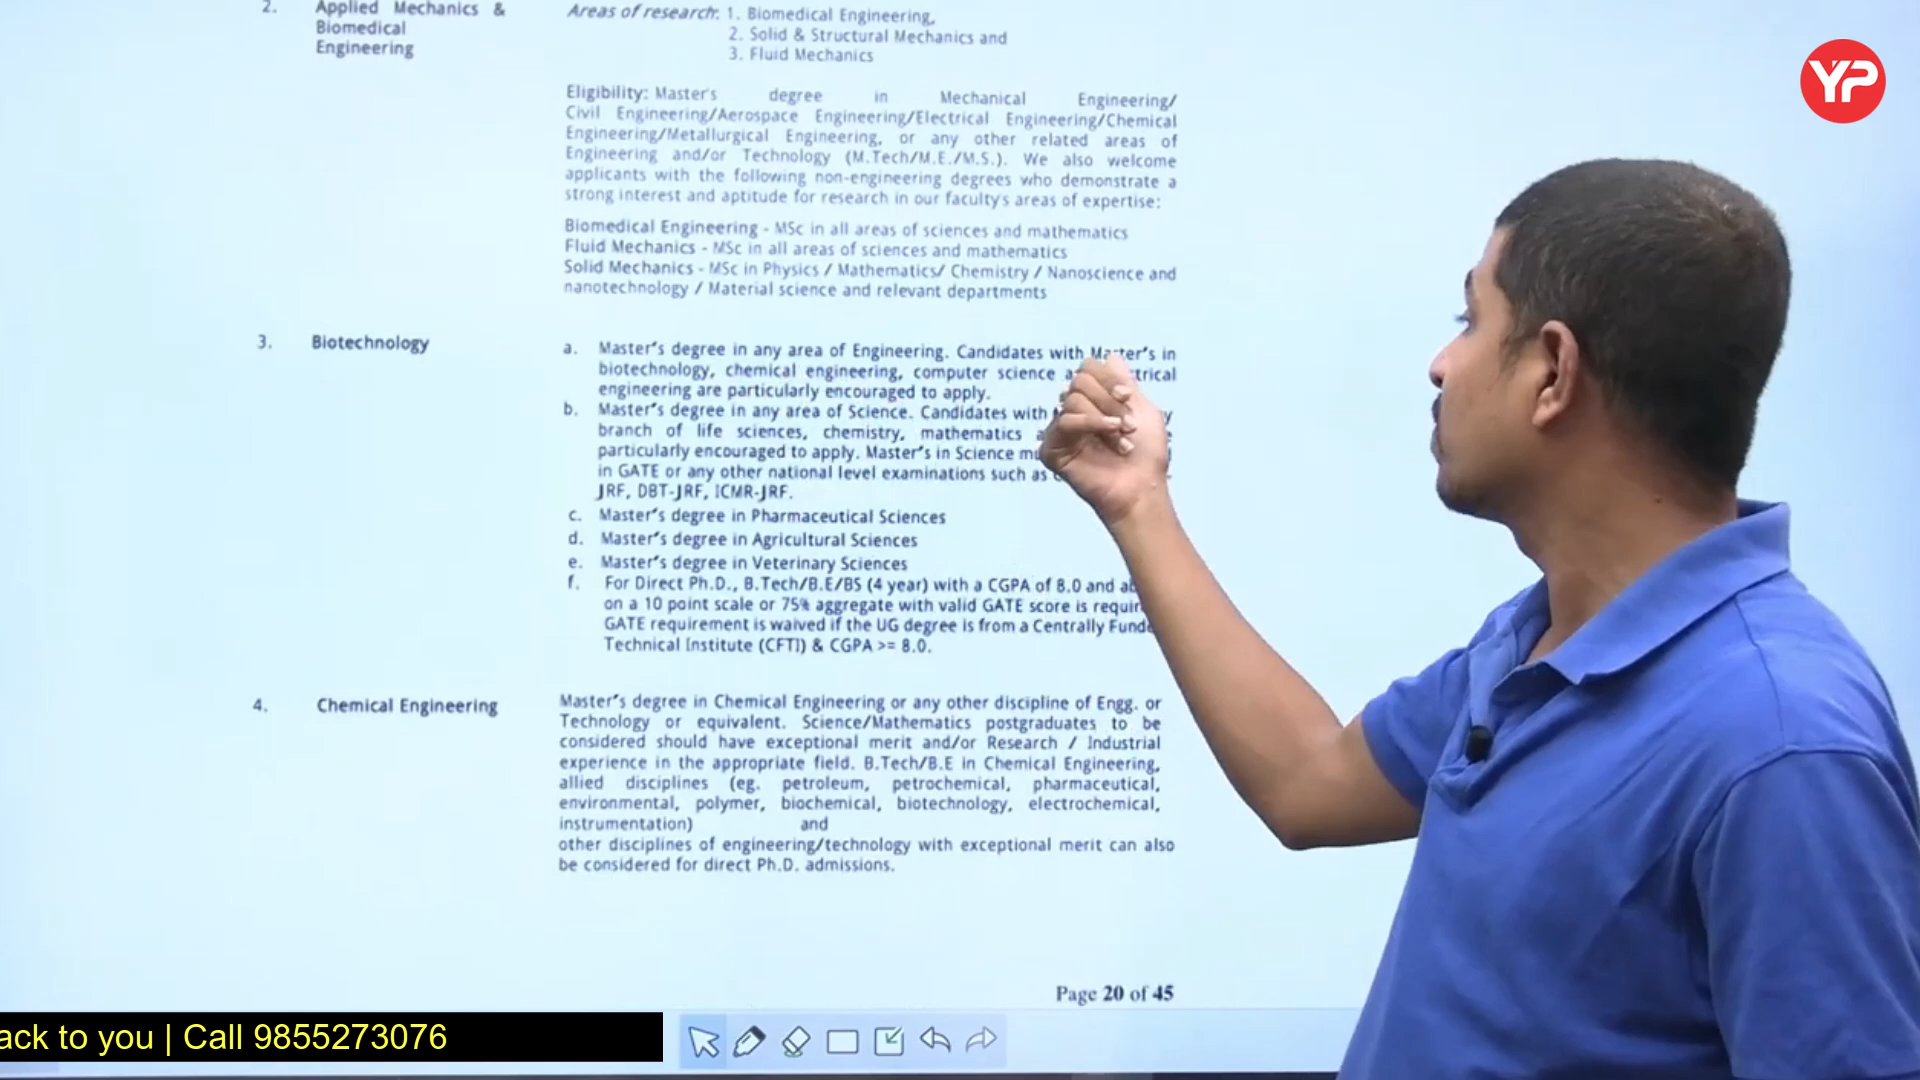 YP
2. Applied Mechanics &
Biomedical
Engineering
Areas of research: 1. Biomedical Engineering,
2. Solid & Structural Mechanics and
3. Fluid Mechanics
Eligibility: Master's degree in Mechanical Engineering/
Civil Engineering/Aerospace Engineering/Electrical Engineering/Chemical
Engineering/Metallurgical Engineering, or any other related areas of
Engineering and/or Technology (M.Tech/M.E./M.S.). We also welcome
applicants with the following non-engineering degrees who demonstrate a
strong interest and aptitude for research in our faculty's areas of expertise:
Biomedical Engineering - MSc in all areas of sciences and mathematics
Fluid Mechanics - MSc in all areas of sciences and mathematics
Solid Mechanics - MSc in Physics / Mathematics/ Chemistry / Nanoscience and
nanotechnology / Material science and relevant departments
3. Biotechnology
a. Master's degree in any area of Engineering. Candidates with Master's in
biotechnology, chemical engineering, computer science
engineering are particularly encouraged to apply.
b. Master's degree in any area of Science. Candidates with
branch of life sciences, chemistry, mathematics
particularly encouraged to apply. Master's in Science
in GATE or any other national level examinations such as
JRF, DBT-JRF, ICMR-JRF.
c. Master's degree in Pharmaceutical Sciences
d. Master's degree in Agricultural Sciences
e. Master's degree in Veterinary Sciences
f. For Direct Ph.D., B.Tech/B.E/BS (4 year) with a CGPA of 8.0 and
on a 10 point scale or 75% aggregate with valid GATE score is
GATE requirement is waived if the UG degree is from a Centrally
Technical Institute (CFTI) & CGPA >= 8.0.
4. Chemical Engineering
Master's degree in Chemical Engineering or any other discipline of Engg. or
Technology or equivalent. Science/Mathematics postgraduates to be
considered should have exceptional merit and/or Research / Industrial
experience in the appropriate field. B.Tech/B.E in Chemical Engineering,
allied disciplines (eg. petroleum, petrochemical, pharmaceutical,
environmental, polymer, biochemical, biotechnology, electrochemical,
instrumentation) and
other disciplines of engineering/technology with exceptional merit can also
be considered for direct Ph.D. admissions.
Page 20 of 45
ack to you | Call 9855273076